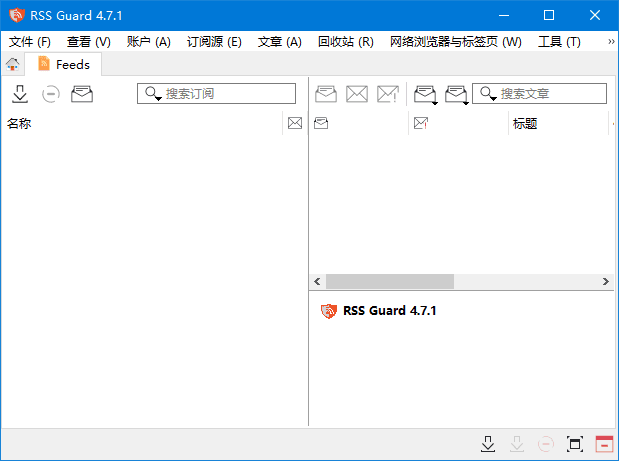 RSS Guard 4.7.1
文件 (F) 查看 (V) 账户 (A) 订阅源 (E) 文章 (A) 回收站 (R) 网络浏览器与标签页 (W) 工具 (T) »
Feeds
搜索订阅 搜索文章
名称 标题
RSS Guard 4.7.1